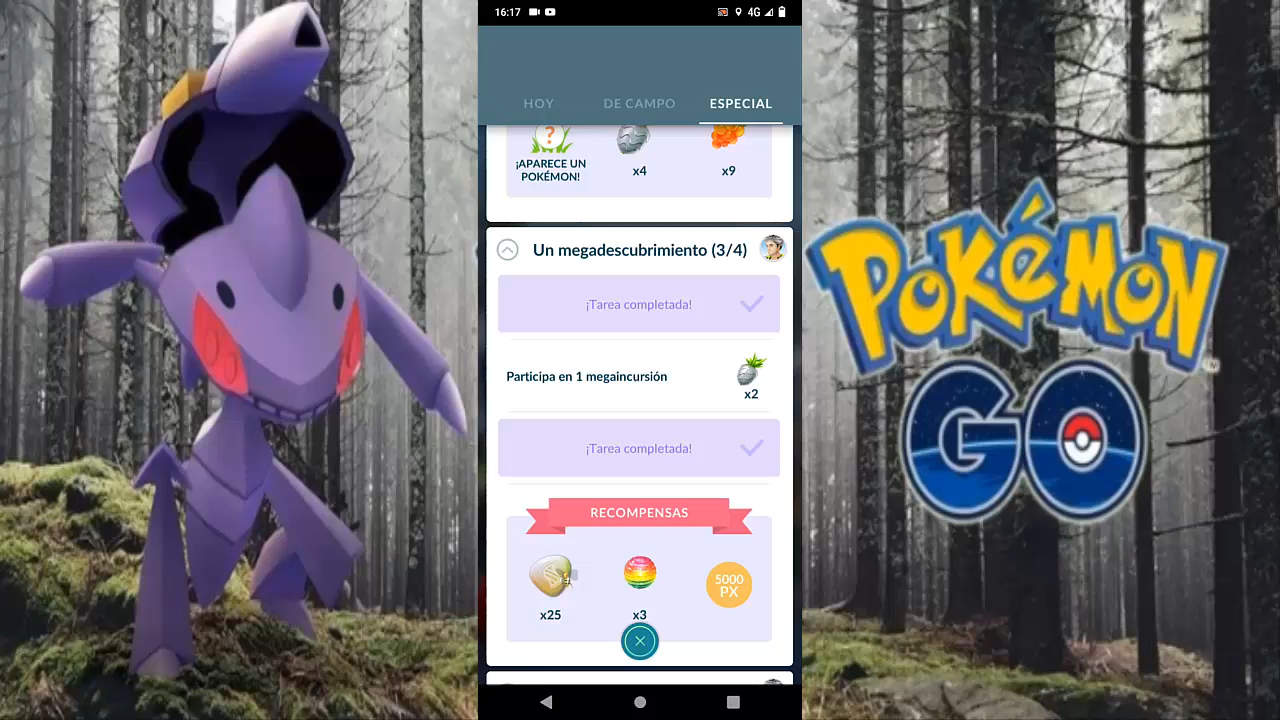 16:17
4G
HOY
DE CAMPO
ESPECIAL
?
¡APARECE UN
POKÉMON!
x4
x9
Un megadescubrimiento (3/4)
¡Tarea completada!
Participa en 1 megaincursión
x2
¡Tarea completada!
RECOMPENSAS
x25
x3
5000
PX
POKÉMON
GO
TM